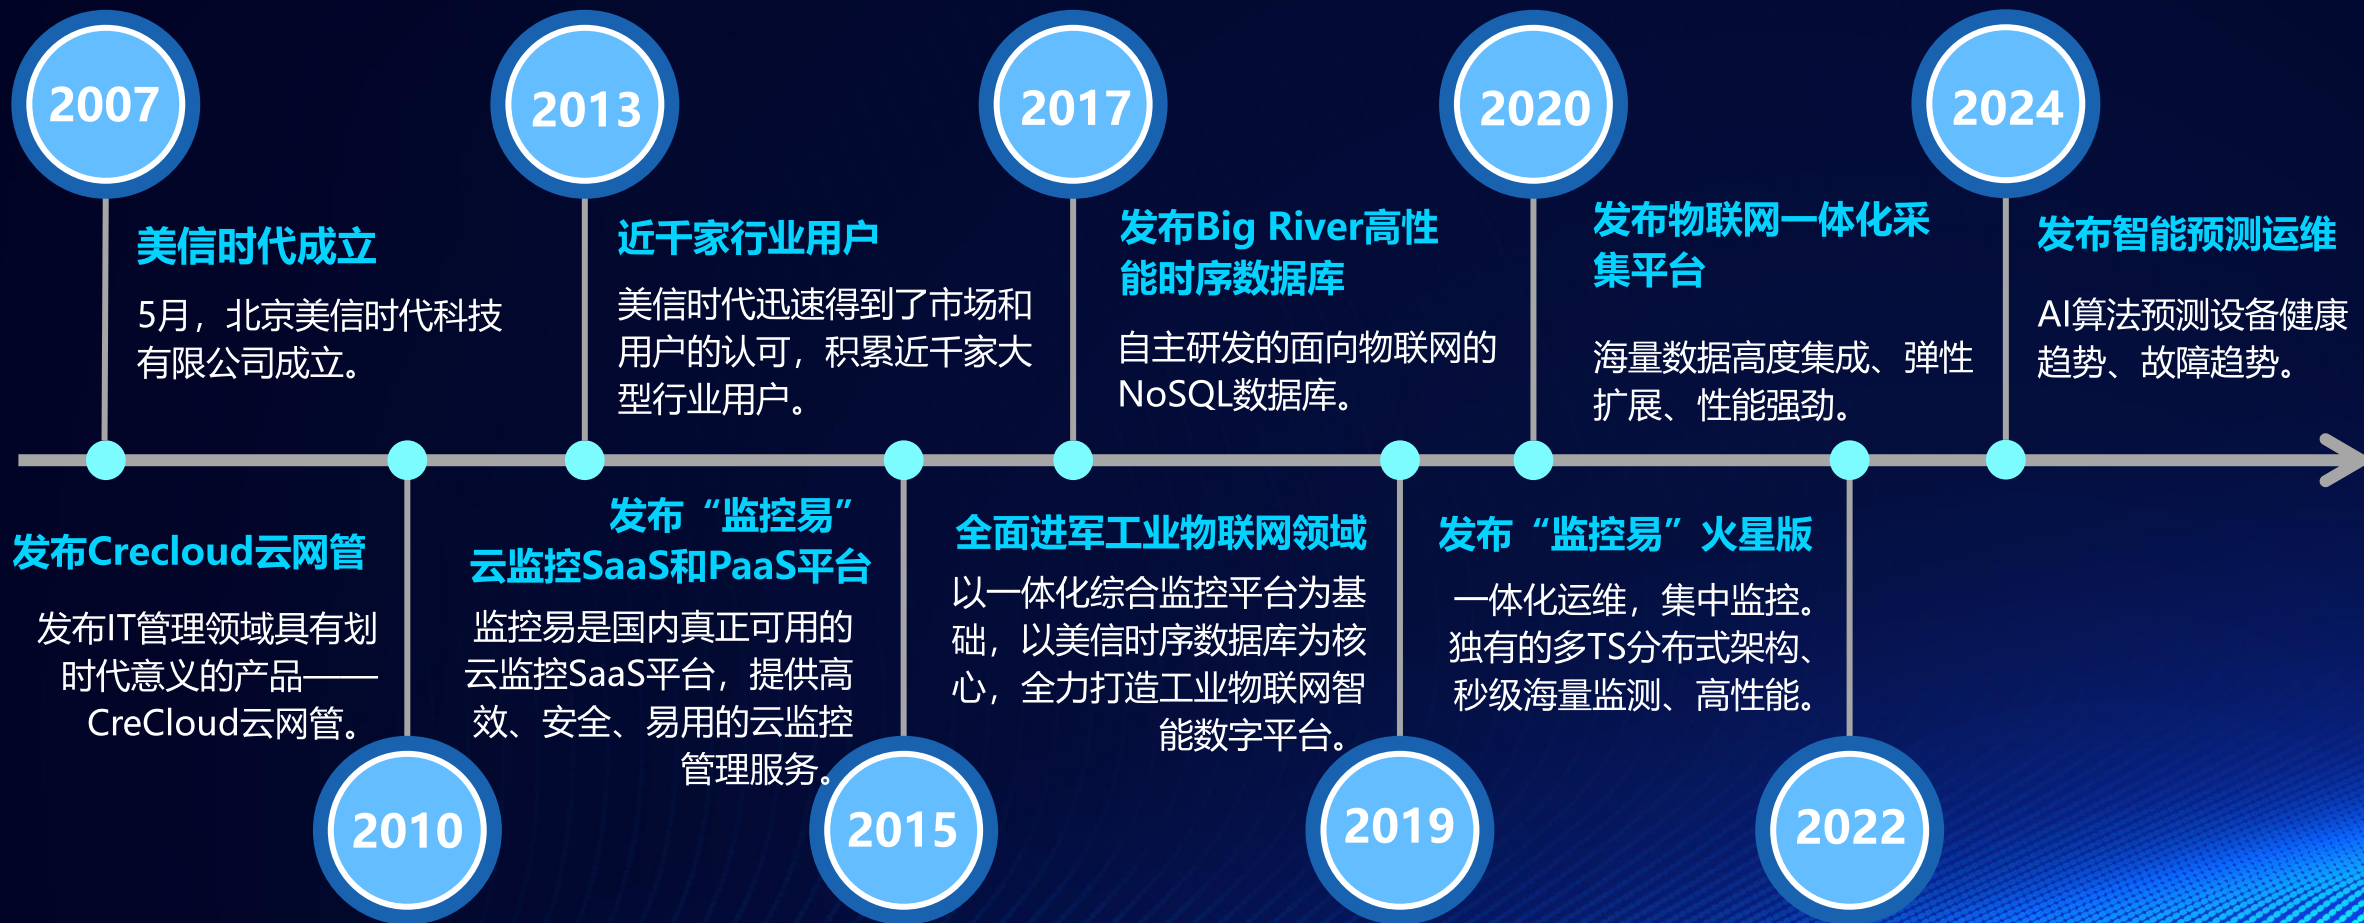 2007
美信时代成立
5月，北京美信时代科技
有限公司成立。
发布Crecloud云网管
发布IT管理领域具有划
时代意义的产品——
CreCloud云网管。
2010
2013
近千家行业用户
美信时代迅速得到了市场和
用户的认可，积累近千家大
型行业用户。
发布“监控易”
云监控SaaS和PaaS平台
监控易是国内真正可用的
云监控SaaS平台，提供高
效、安全、易用的云监控
管理服务。
2015
2017
发布Big River高性
能时序数据库
自主研发的面向物联网的
NoSQL数据库。
全面进军工业物联网领域
以一体化综合监控平台为基
础，以美信时序数据库为核
心，全力打造工业物联网智
能数字平台。
2019
2020
发布物联网一体化采
集平台
海量数据高度集成、弹性
扩展、性能强劲。
发布“监控易”火星版
一体化运维，集中监控。
独有的多TS分布式架构、
秒级海量监测、高性能。
2022
2024
发布智能预测运维
AI算法预测设备健康
趋势、故障趋势。